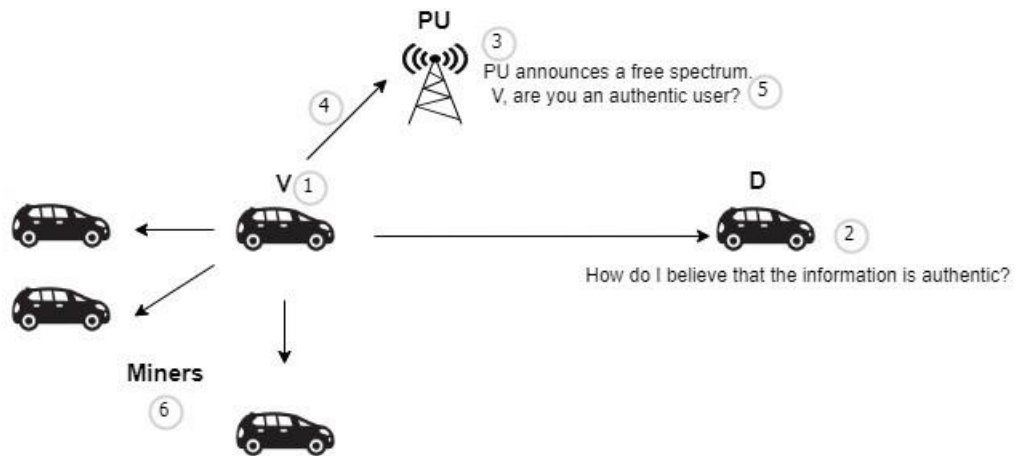 PU
3
PU announces a free spectrum.
V, are you an authentic user? 5
4
V 1
D
2
How do I believe that the information is authentic?
Miners
6